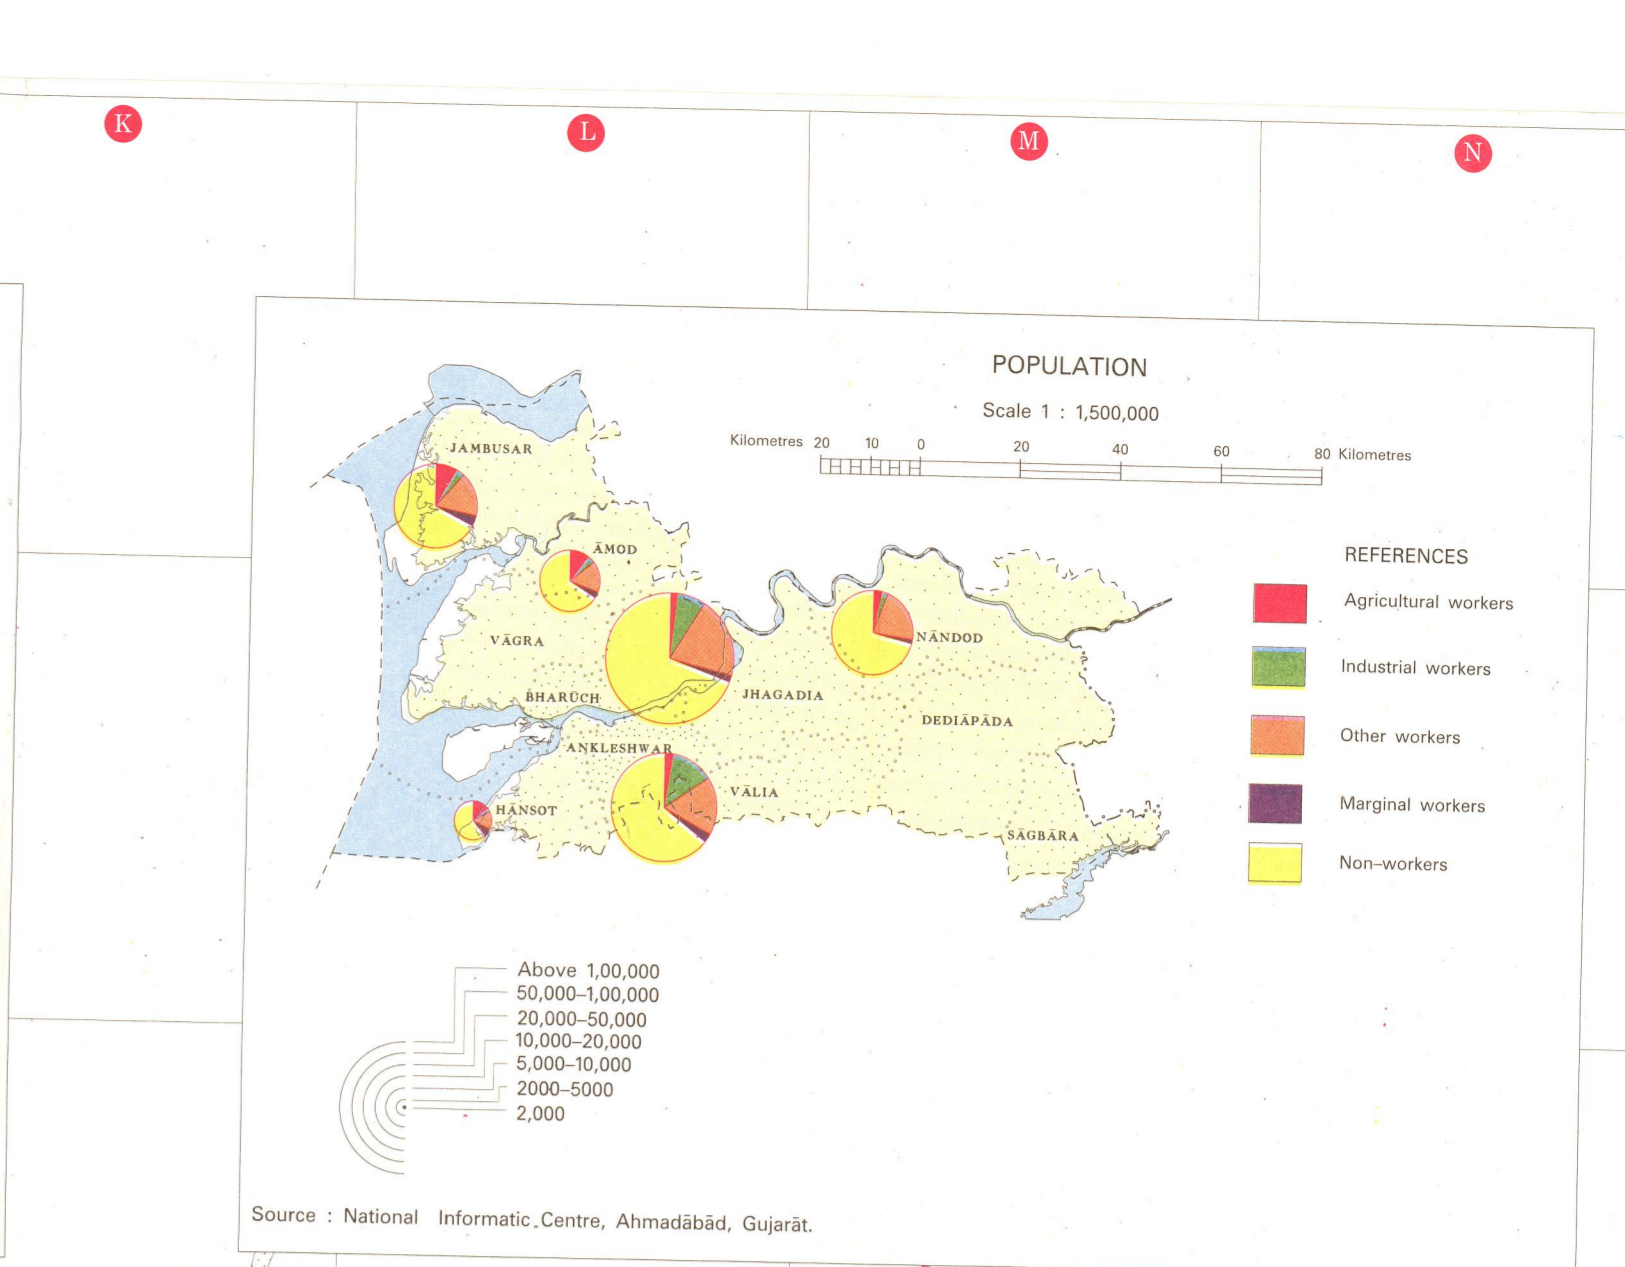 K
L
M
N
POPULATION
Scale 1 : 1,500,000
Kilometres 20 10 0 20 40 60 80 Kilometres
JAMBUSAR
ĀMOD
VĀGRA
NĀNDOD
BHARŪCH
JHAGADIA
DEDIĀPĀDA
ANKLESHWAR
VĀLIA
HĀNSOT
SĀGBĀRA
REFERENCES
Agricultural workers
Industrial workers
Other workers
Marginal workers
Non–workers
Above 1,00,000
50,000–1,00,000
20,000–50,000
10,000–20,000
5,000–10,000
2000–5000
2,000
Source : National Informatic Centre, Ahmadābād, Gujarāt.